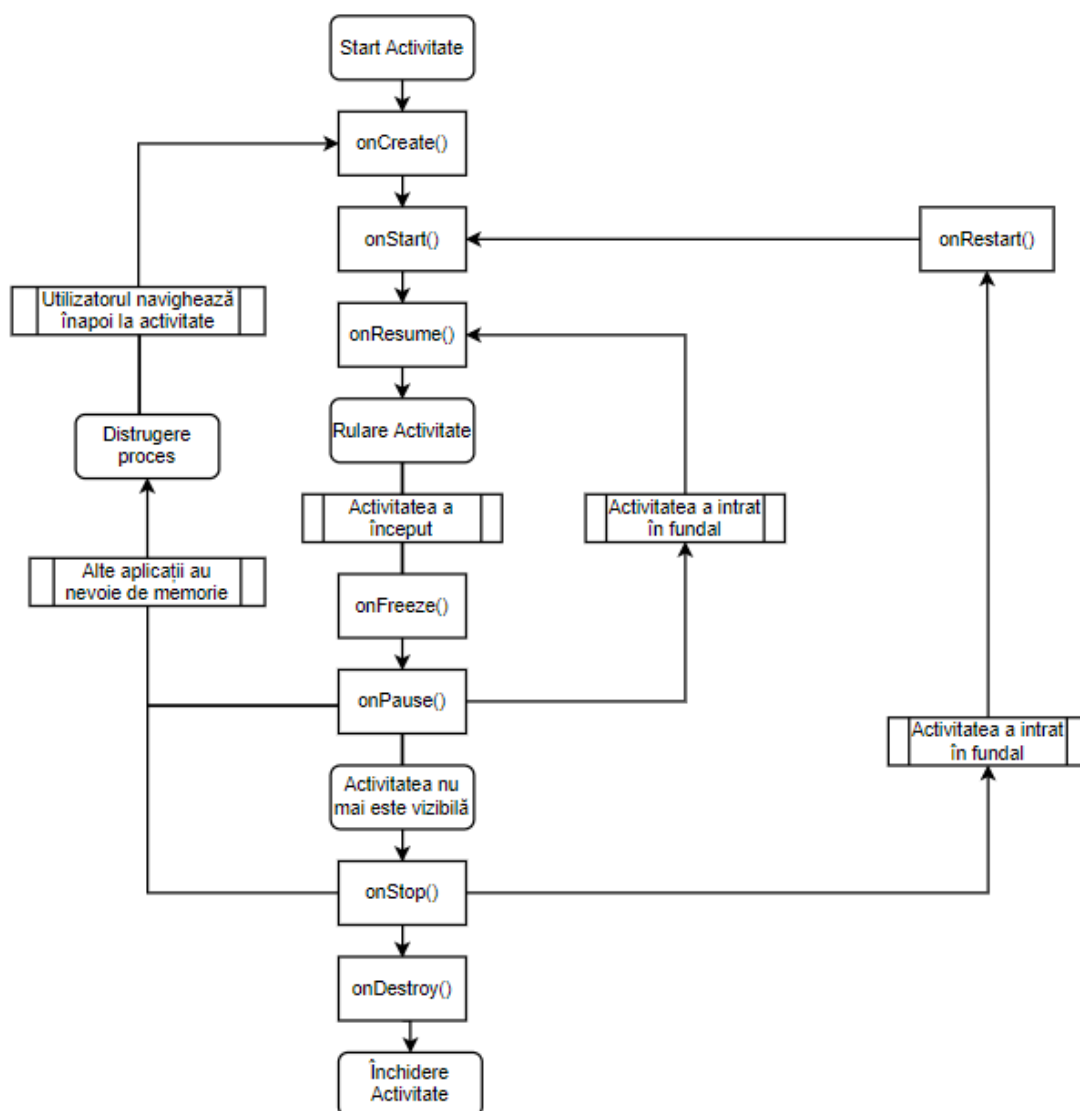 Start Activitate
onCreate()
onStart()
onRestart()
Utilizatorul navighează
înapoi la activitate
onResume()
Rulare Activitate
Distrugere
proces
Activitatea a
început
Activitatea a intrat
în fundal
Alte aplicații au
nevoie de memorie
onFreeze()
onPause()
Activitatea a intrat
în fundal
Activitatea nu
mai este vizibilă
onStop()
onDestroy()
Închidere
Activitate